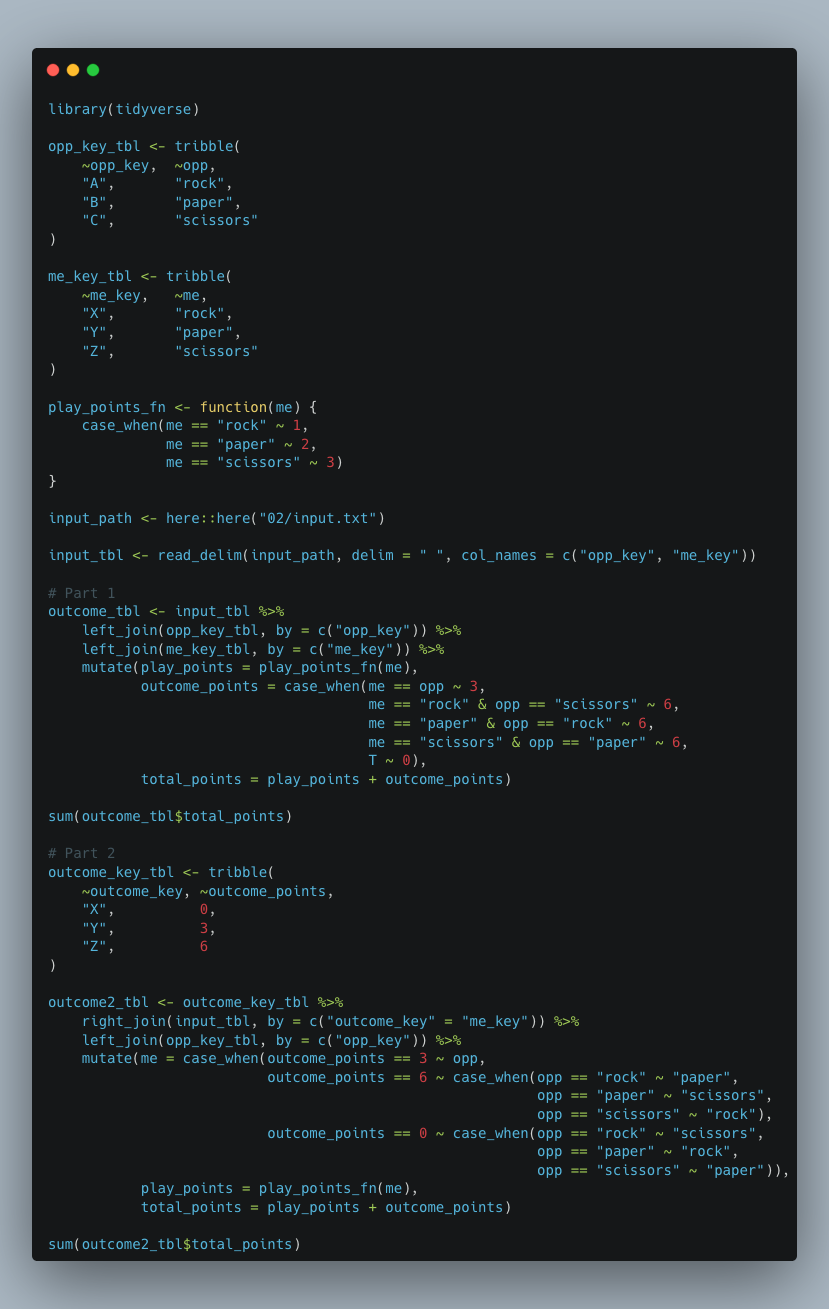 library(tidyverse)

opp_key_tbl <- tribble(
    ~opp_key,  ~opp,
    "A",       "rock",
    "B",       "paper",
    "C",       "scissors"
)

me_key_tbl <- tribble(
    ~me_key,   ~me,
    "X",       "rock",
    "Y",       "paper",
    "Z",       "scissors"
)

play_points_fn <- function(me) {
    case_when(me == "rock" ~ 1,
              me == "paper" ~ 2,
              me == "scissors" ~ 3)
}

input_path <- here::here("02/input.txt")

input_tbl <- read_delim(input_path, delim = " ", col_names = c("opp_key", "me_key"))

# Part 1
outcome_tbl <- input_tbl %>%
    left_join(opp_key_tbl, by = c("opp_key")) %>%
    left_join(me_key_tbl, by = c("me_key")) %>%
    mutate(play_points = play_points_fn(me),
           outcome_points = case_when(me == opp ~ 3,
                                      me == "rock" & opp == "scissors" ~ 6,
                                      me == "paper" & opp == "rock" ~ 6,
                                      me == "scissors" & opp == "paper" ~ 6,
                                      T ~ 0),
           total_points = play_points + outcome_points)

sum(outcome_tbl$total_points)

# Part 2
outcome_key_tbl <- tribble(
    ~outcome_key, ~outcome_points,
    "X",          0,
    "Y",          3,
    "Z",          6
)

outcome2_tbl <- outcome_key_tbl %>%
    right_join(input_tbl, by = c("outcome_key" = "me_key")) %>%
    left_join(opp_key_tbl, by = c("opp_key")) %>%
    mutate(me = case_when(outcome_points == 3 ~ opp,
                          outcome_points == 6 ~ case_when(opp == "rock" ~ "paper",
                                                          opp == "paper" ~ "scissors",
                                                          opp == "scissors" ~ "rock"),
                          outcome_points == 0 ~ case_when(opp == "rock" ~ "scissors",
                                                          opp == "paper" ~ "rock",
                                                          opp == "scissors" ~ "paper")),
           play_points = play_points_fn(me),
           total_points = play_points + outcome_points)

sum(outcome2_tbl$total_points)